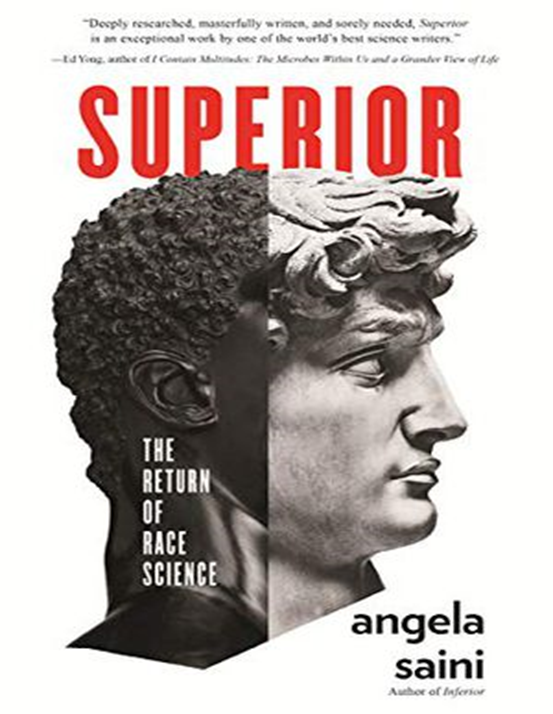 "Deeply researched, masterfully written, and sorely needed, Superior
is an exceptional work by one of the world's best science writers."
—Ed Yong, author of I Contain Multitudes: The Microbes Within Us and a Grander View of Life
SUPERIOR
THE
RETURN
OF
RACE
SCIENCE
angela
saini
Author of Inferior